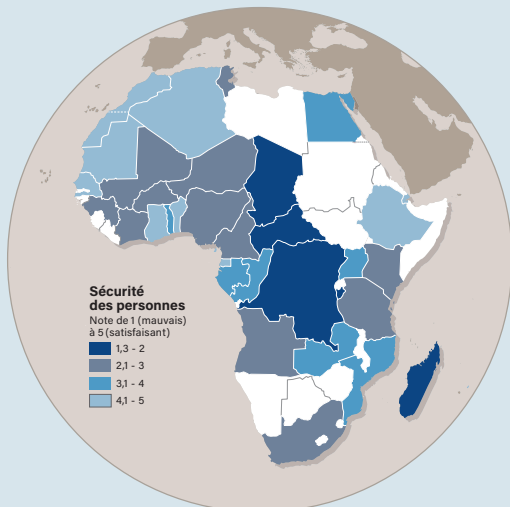 Sécurité
des personnes
Note de 1 (mauvais)
à 5 (satisfaisant)
1,3 - 2
2,1 - 3
3,1 - 4
4,1 - 5